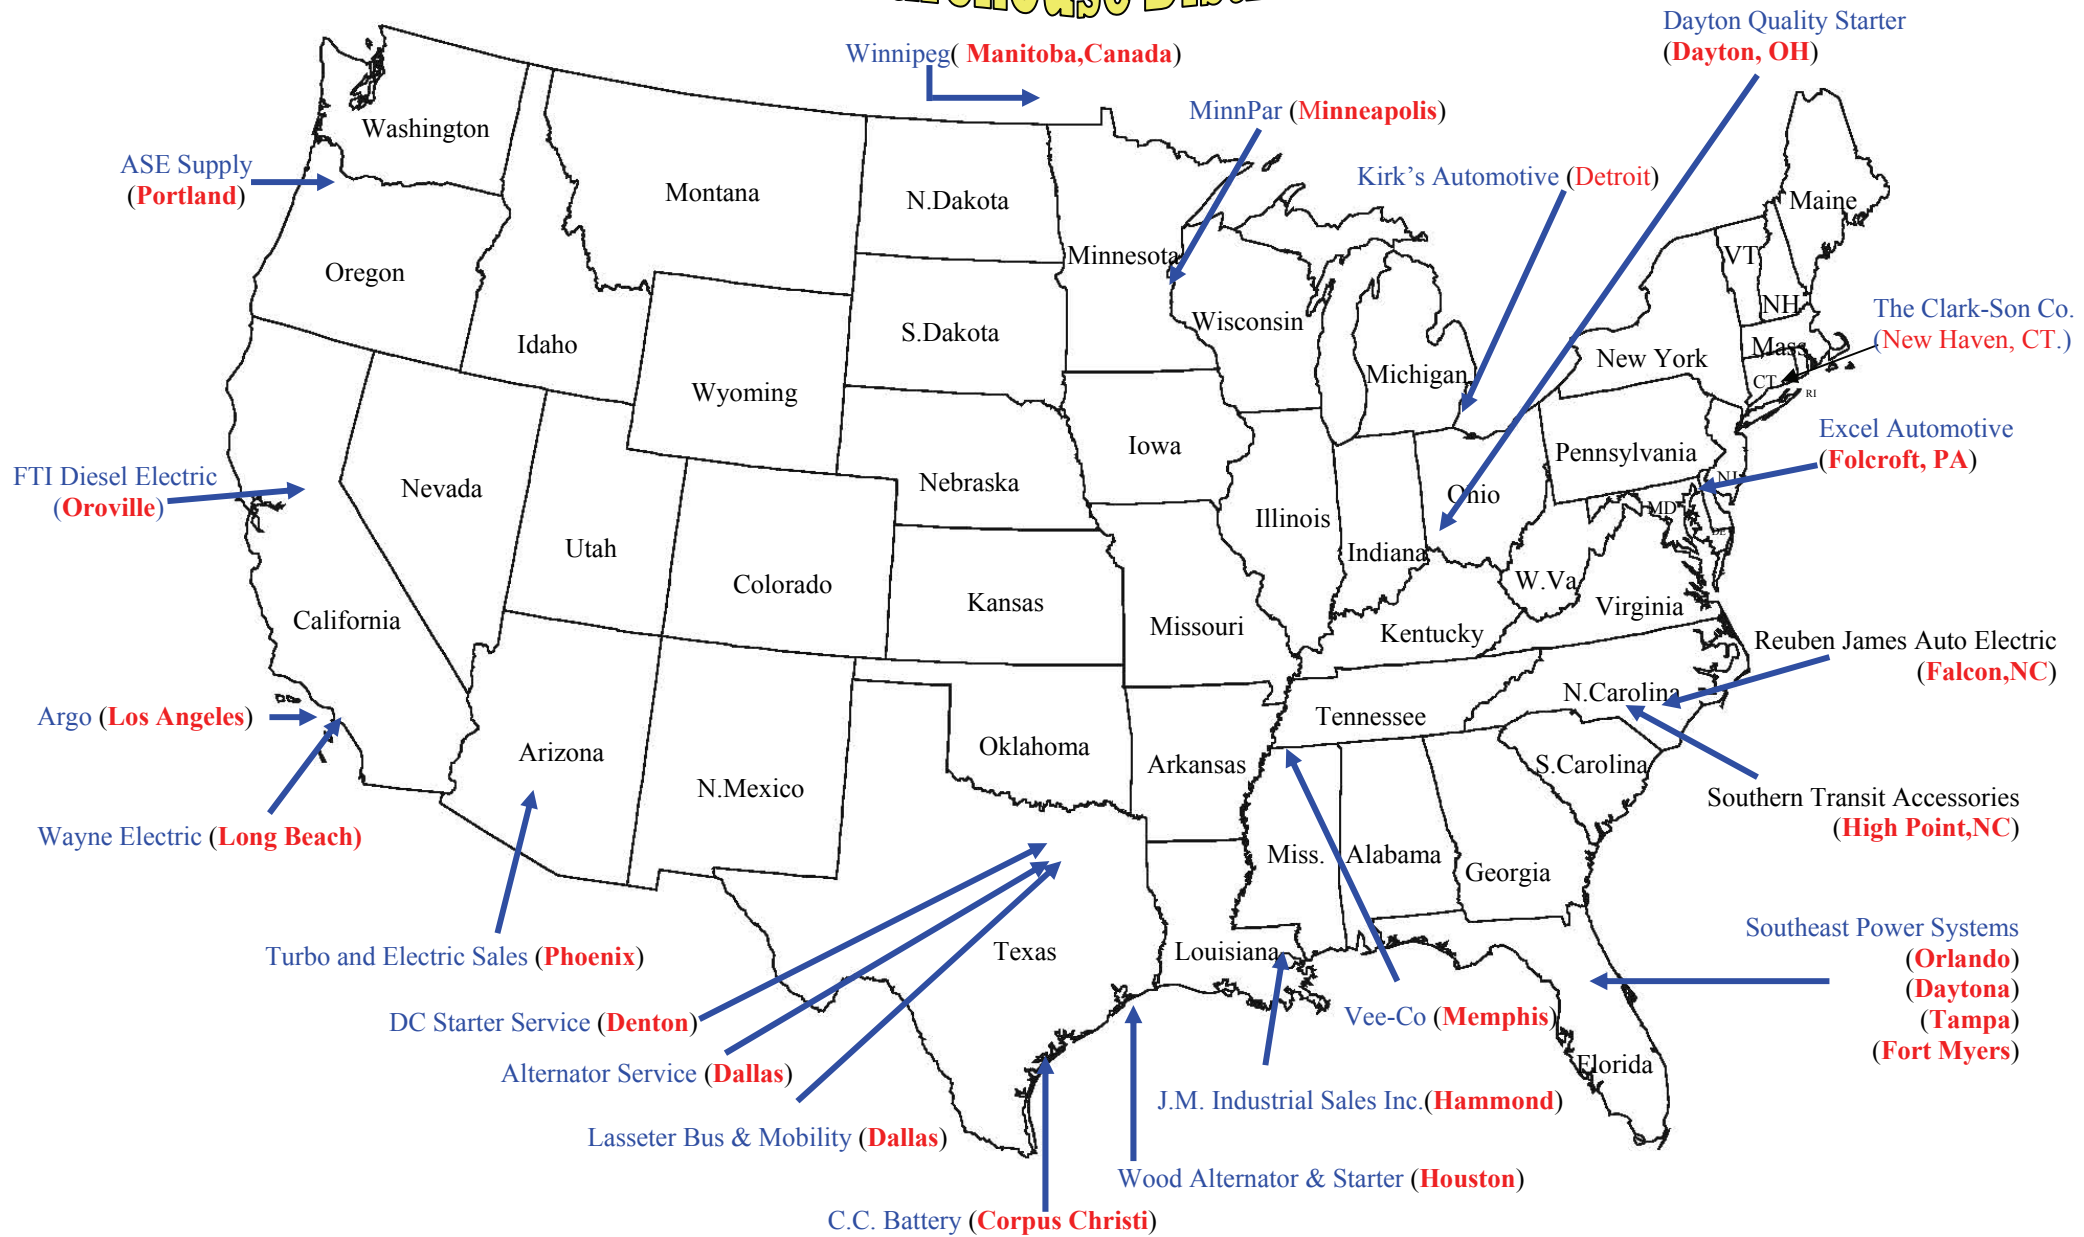 Winnipeg( Manitoba,Canada)
Dayton Quality Starter
(Dayton, OH)
MinnPar (Minneapolis)
Kirk's Automotive (Detroit)
ASE Supply
(Portland)
Washington
Montana
N.Dakota
Minnesota
Maine
VT
NH
Oregon
Idaho
S.Dakota
Wisconsin
Michigan
New York
Mass
CT
RI
The Clark-Son Co.
(New Haven, CT.)
Wyoming
Iowa
Nebraska
Pennsylvania
Excel Automotive
(Folcroft, PA)
FTI Diesel Electric
(Oroville)
Nevada
Utah
Colorado
Kansas
Illinois
Indiana
Ohio
NJ
MD
DE
W.Va
Virginia
California
Missouri
Kentucky
Reuben James Auto Electric
(Falcon,NC)
N.Carolina
Tennessee
Argo (Los Angeles)
Arizona
N.Mexico
Oklahoma
Arkansas
S.Carolina
Southern Transit Accessories
(High Point,NC)
Wayne Electric (Long Beach)
Miss.
Alabama
Georgia
Turbo and Electric Sales (Phoenix)
Texas
Louisiana
Southeast Power Systems
(Orlando)
(Daytona)
(Tampa)
(Fort Myers)
Florida
DC Starter Service (Denton)
Vee-Co (Memphis)
Alternator Service (Dallas)
J.M. Industrial Sales Inc.(Hammond)
Lasseter Bus & Mobility (Dallas)
Wood Alternator & Starter (Houston)
C.C. Battery (Corpus Christi)